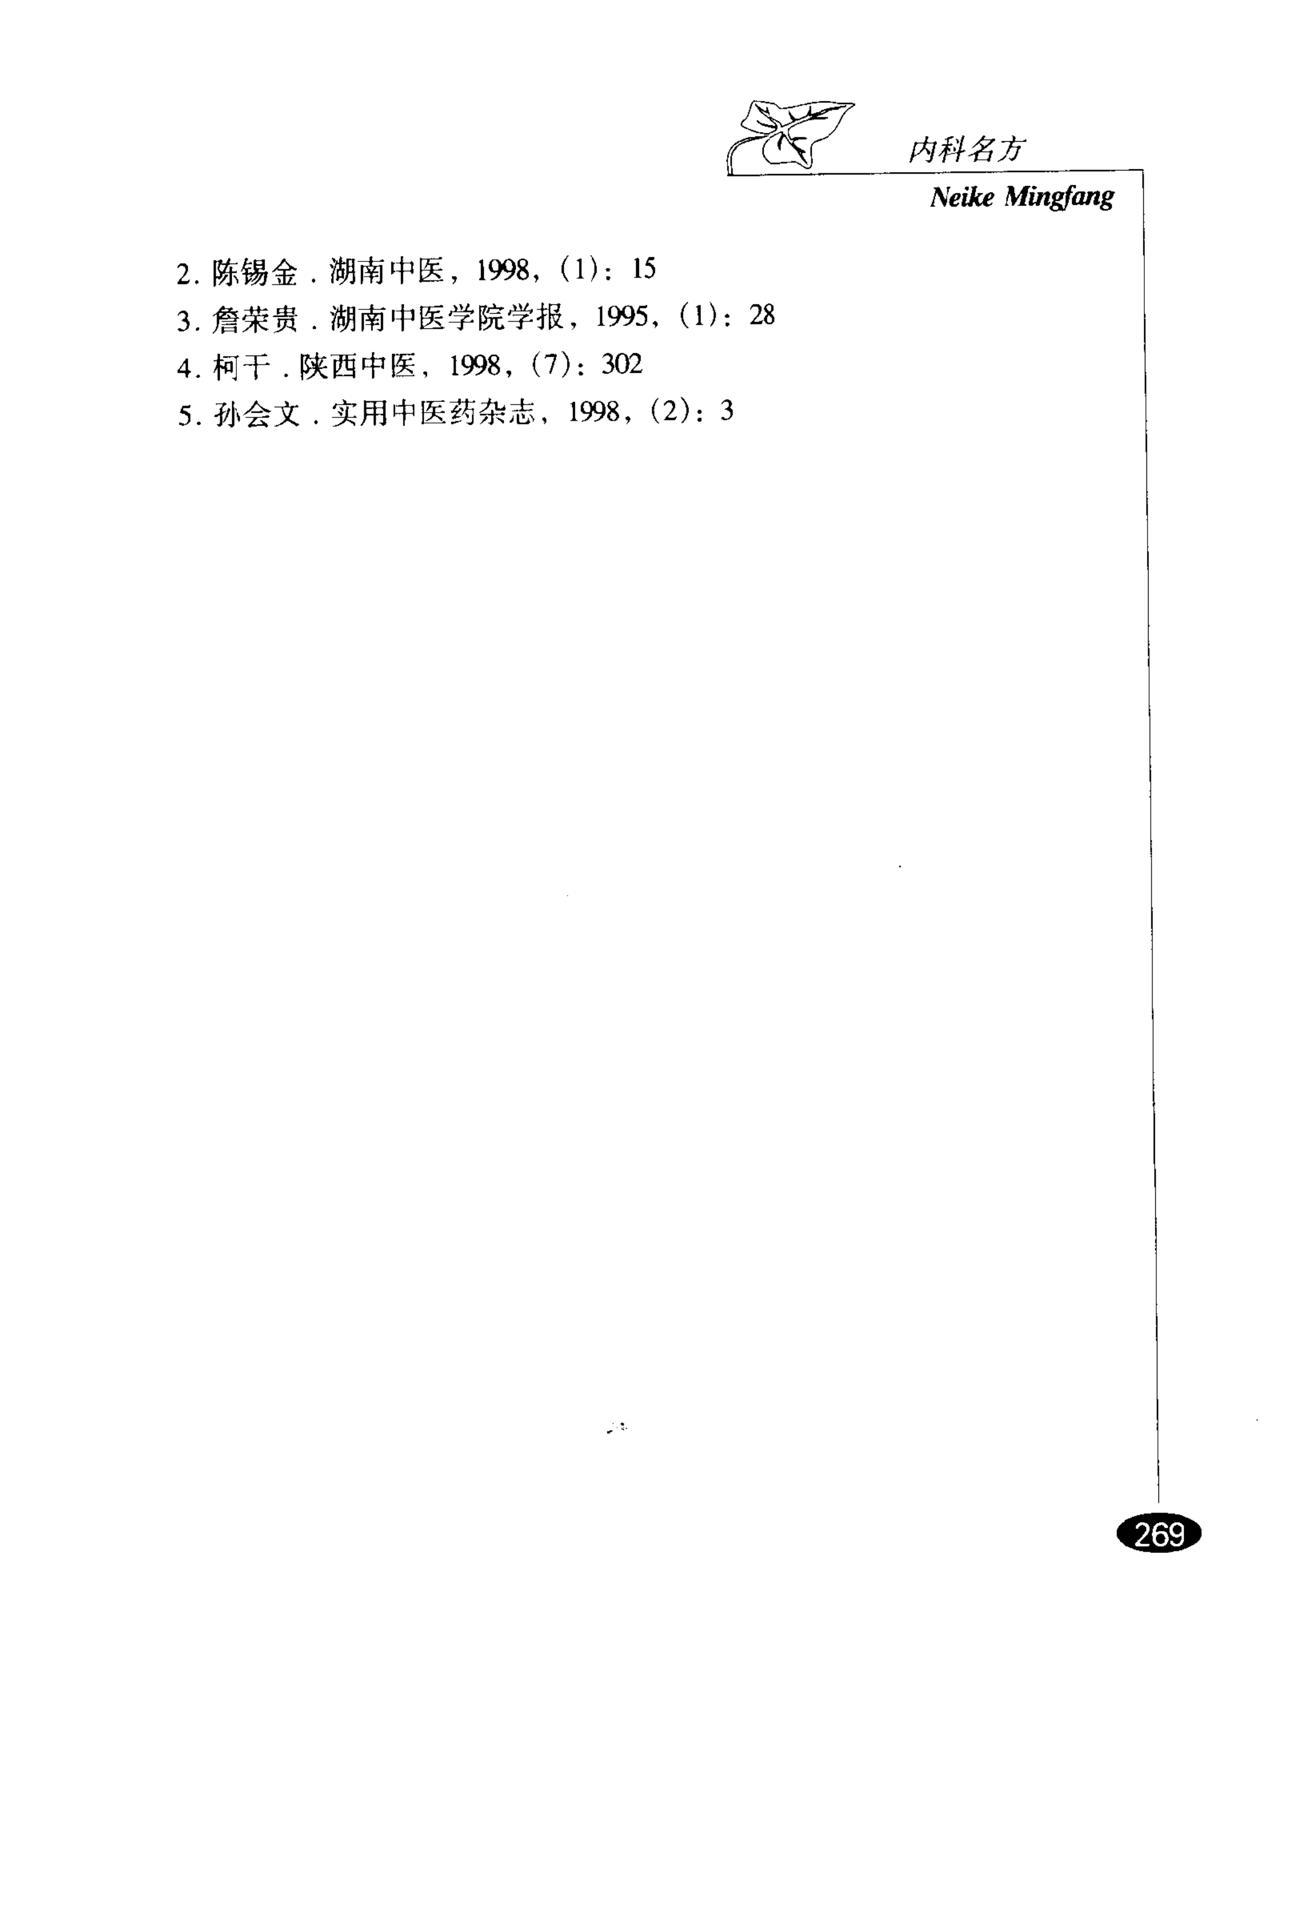 内科名方
Neike Mingfang
2. 陈锡金．湖南中医，1998，(1)：15
3. 詹荣贵．湖南中医学院学报，1995，(1)：28
4. 柯干．陕西中医，1998，(7)：302
5. 孙会文．实用中医药杂志，1998，(2)：3
269